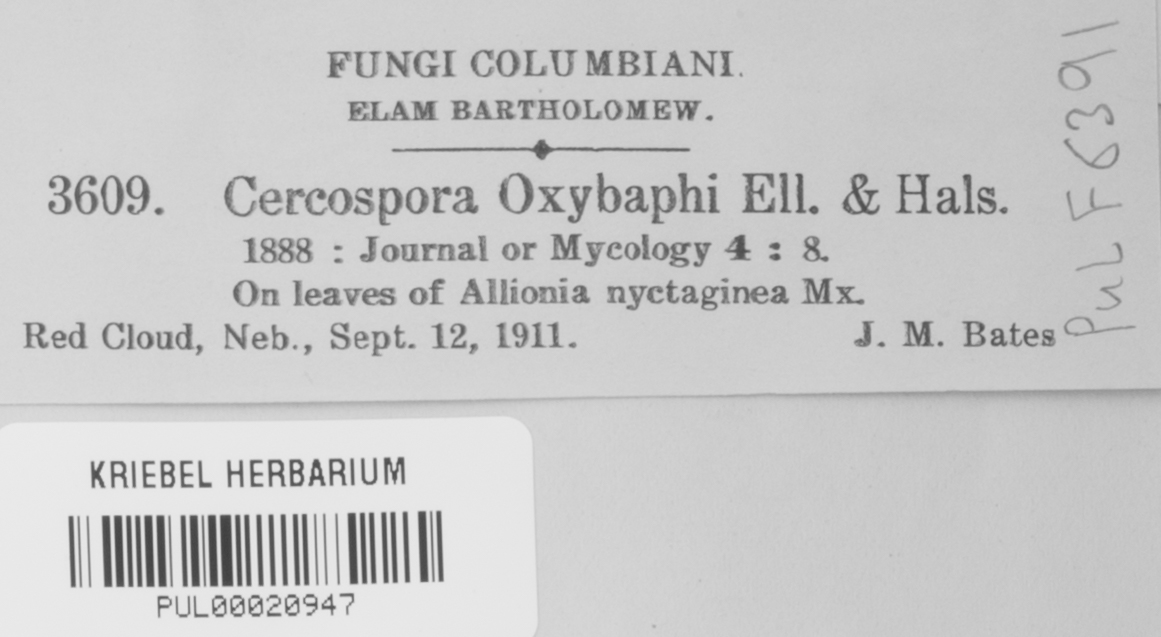 FUNGI COLUMBIANI.
ELAM BARTHOLOMEW.
3609. Cercospora Oxybaphi Ell. & Hals.
1888 : Journal or Mycology 4 : 8.
On leaves of Allionia nyctaginea Mx.
Red Cloud, Neb., Sept. 12, 1911. J. M. Bates
PUL F6391
KRIEBEL HERBARIUM
PUL00020947